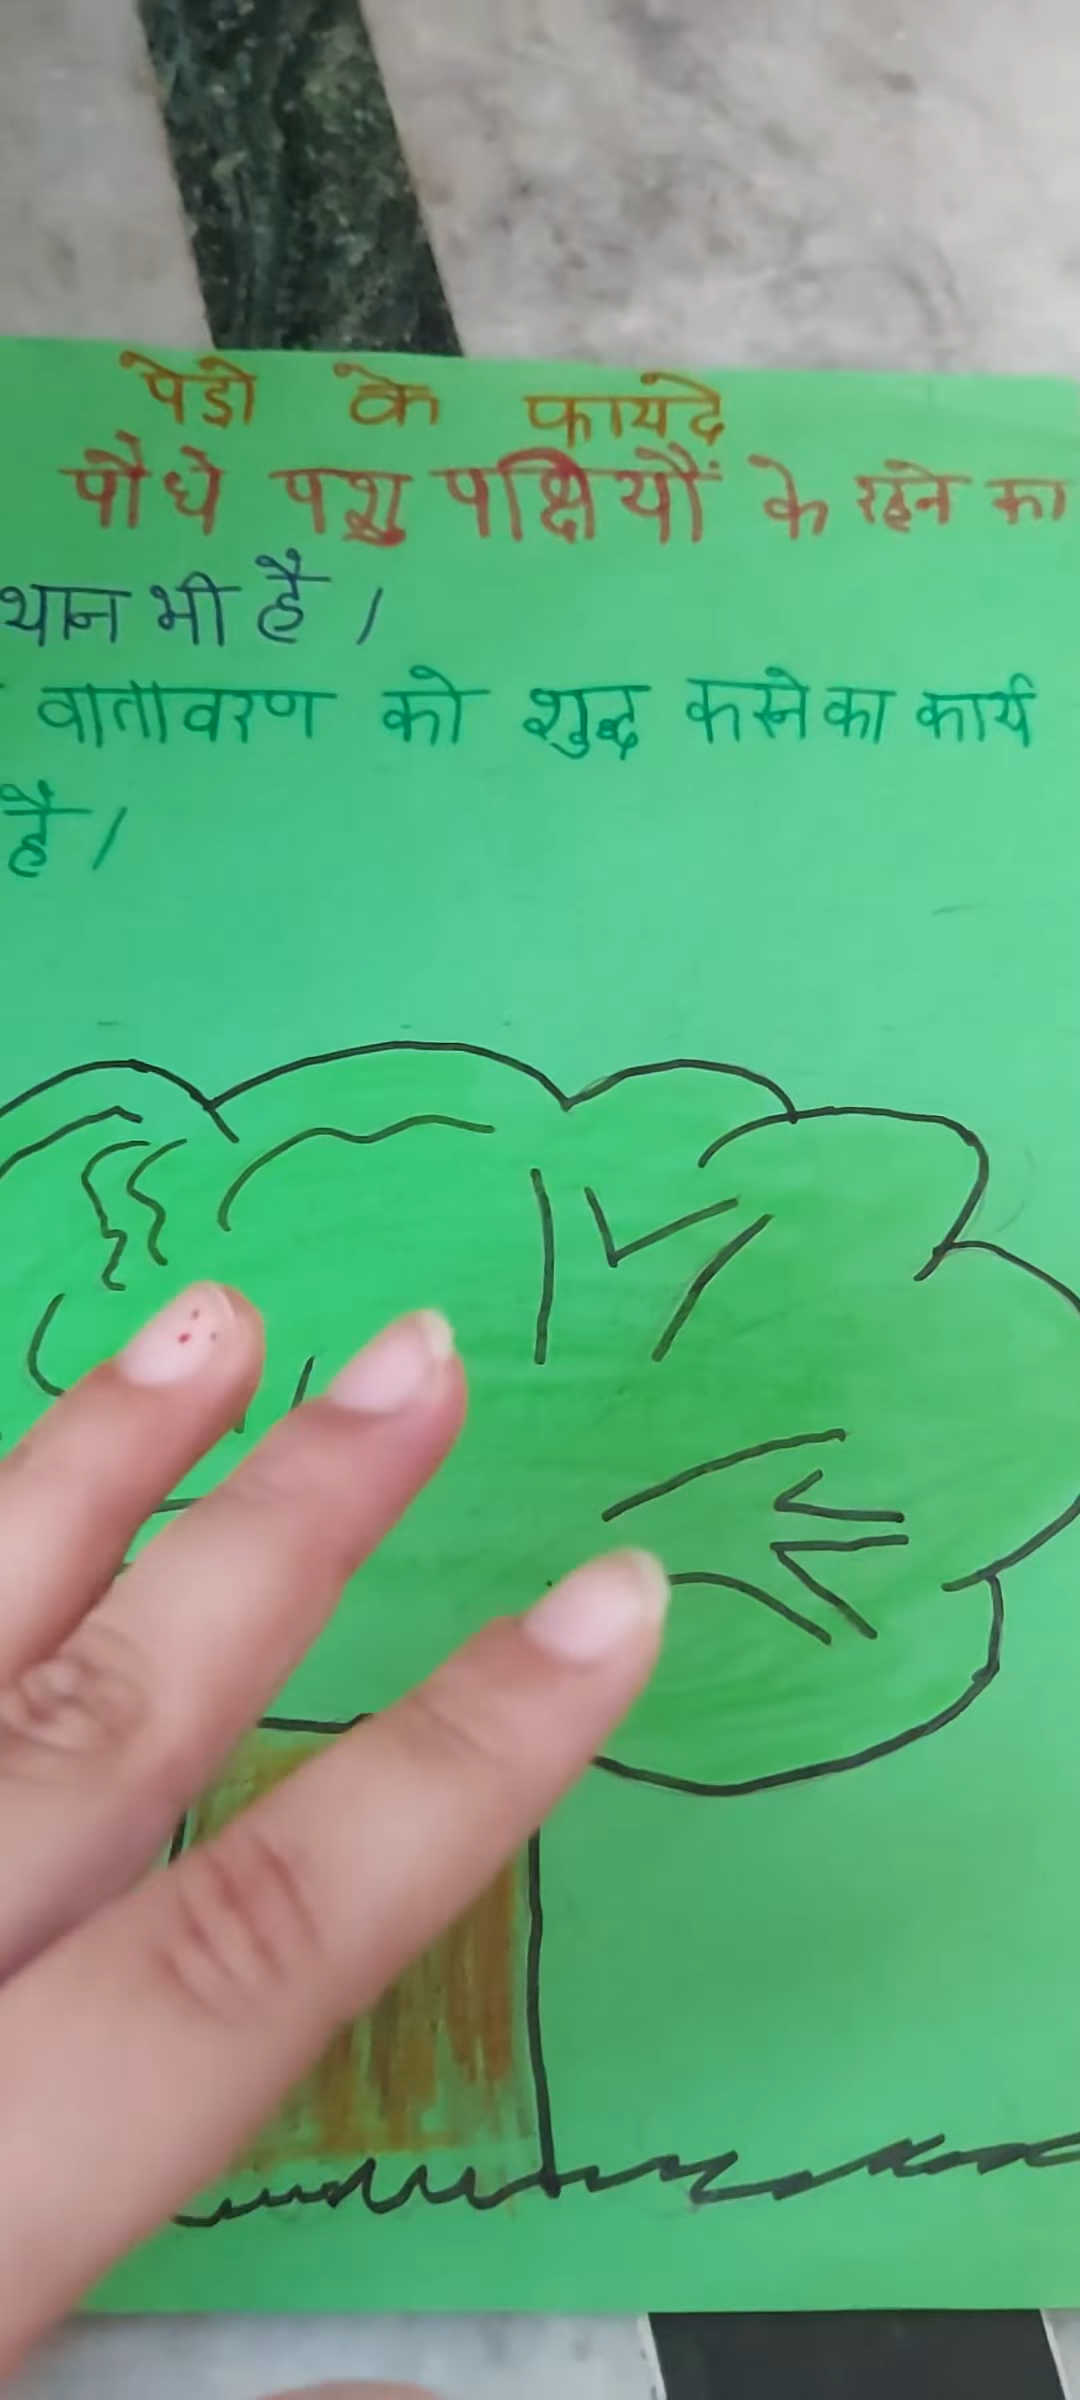 पेडो के फायदे
पौधे पशु पक्षियों के रहने का
थान भी है ।
वातावरण को शुद्ध करने का कार्य
है ।